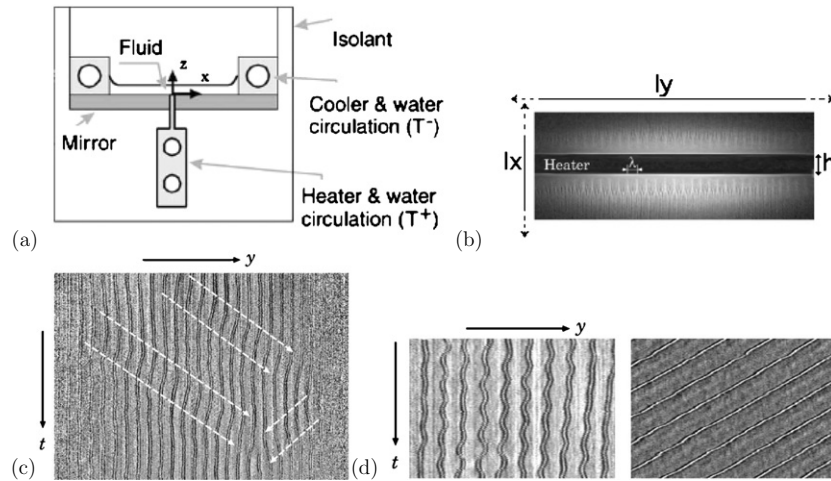 Fluid
z
x
Isolant
Cooler & water
circulation (T⁻)
Mirror
Heater & water
circulation (T⁺)
(a)
ly
lx
Heater
λ
h
(b)
y
t
(c)
y
t
(d)